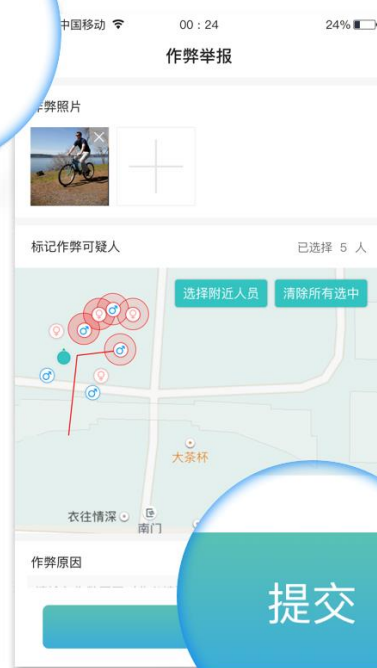 中国移动 00：24 24%
作弊举报
作弊照片
标记作弊可疑人 已选择 5 人
选择附近人员 清除所有选中
大茶杯
衣往情深
南门
作弊原因
提交